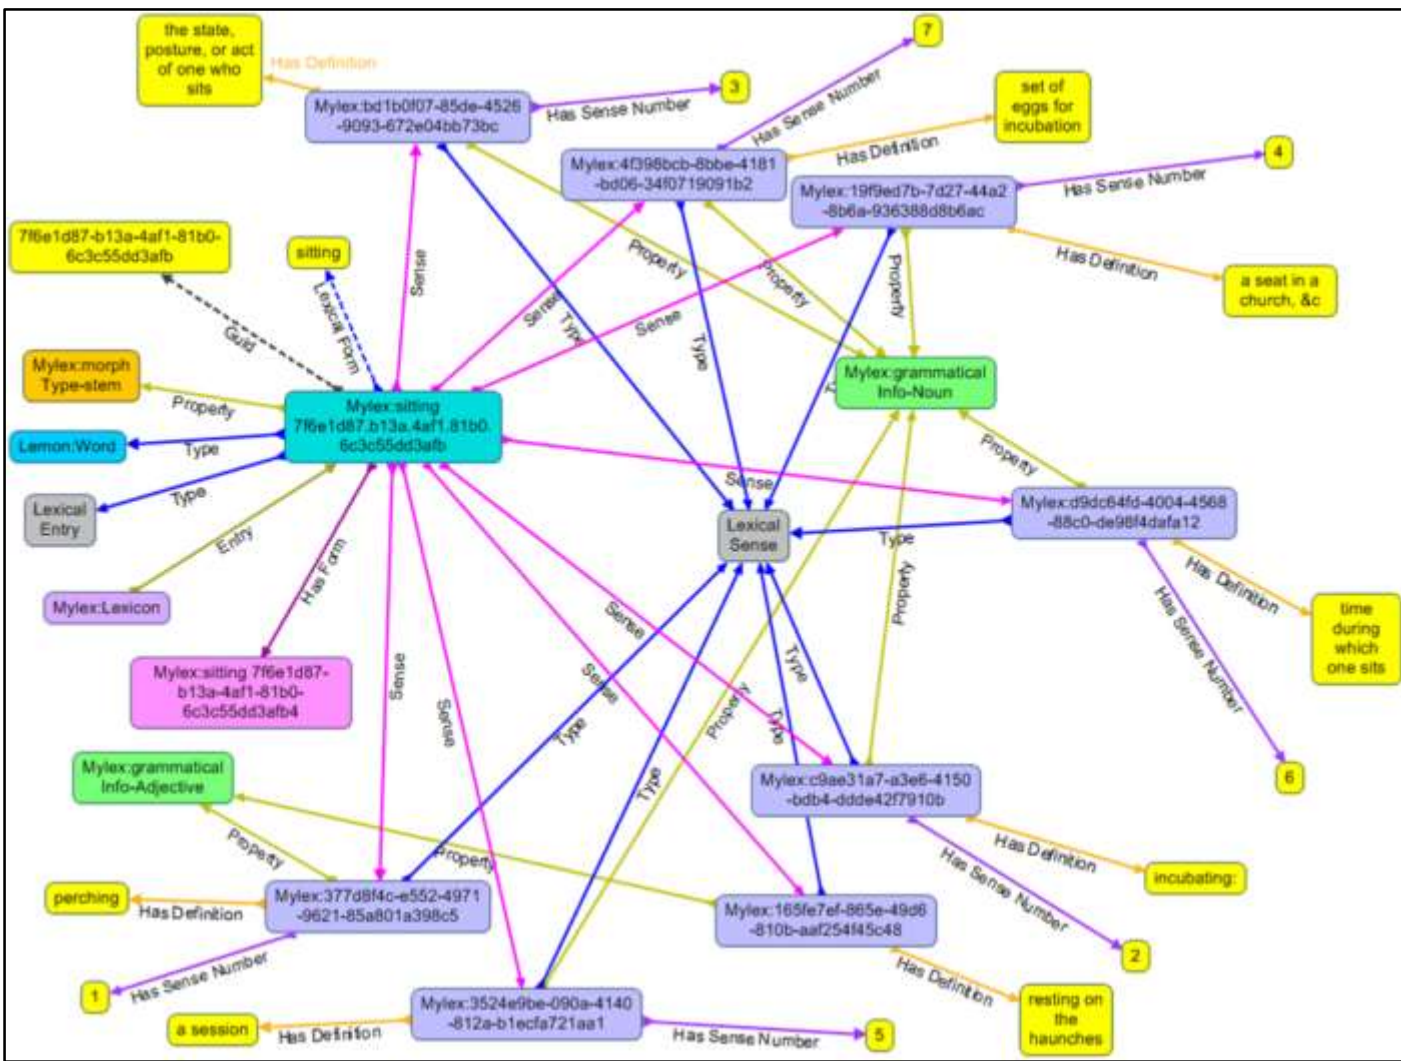 the state,
posture, or act
of one who
sits
Has Definition
Mylex:bd1b0f07-85de-4526
-9093-672e04bb73bc
Has Sense Number
3
7
Has Sense Number
Mylex:4f398bcb-8bbe-4181
-bd06-34f0719091b2
Has Definition
set of
eggs for
incubation
Mylex:19f9ed7b-7d27-44a2
-8b6a-936388d8b6ac
Has Sense Number
4
Has Definition
a seat in a
church, &c
7f6e1d87-b13a-4af1-81b0-
6c3c55dd3afb
sitting
Guid
Lexical Form
Sense
Sense
Sense
Type
Type
Property
Property
Property
Mylex:grammatical
Info-Noun
Mylex:morph
Type-stem
Property
Mylex:sitting
7f6e1d87.b13a.4af1.81b0.
6c3c55dd3afb
Lemon:Word
Type
Lexical
Entry
Type
Entry
Mylex:Lexicon
Has Form
Mylex:sitting 7f6e1d87-
b13a-4af1-81b0-
6c3c55dd3afb4
Sense
Property
Mylex:d9dc64fd-4004-4568
-88c0-de98f4dafa12
Type
Lexical
Sense
Has Definition
time
during
which
one sits
Has Sense Number
6
Property
Sense
Sense
Sense
Sense
Type
Type
Type
Type
Property
Mylex:grammatical
Info-Adjective
Property
Property
Mylex:c9ae31a7-a3e6-4150
-bdb4-ddde42f7910b
Has Definition
incubating:
Has Sense Number
2
perching
Has Definition
Mylex:377d8f4c-e552-4971
-9621-85a801a398c5
Has Sense Number
1
Mylex:165fe7ef-865e-49d6
-810b-aaf254f45c48
Has Definition
resting on
the
haunches
Mylex:3524e9be-090a-4140
-812a-b1ecfa721aa1
a session
Has Definition
Has Sense Number
5